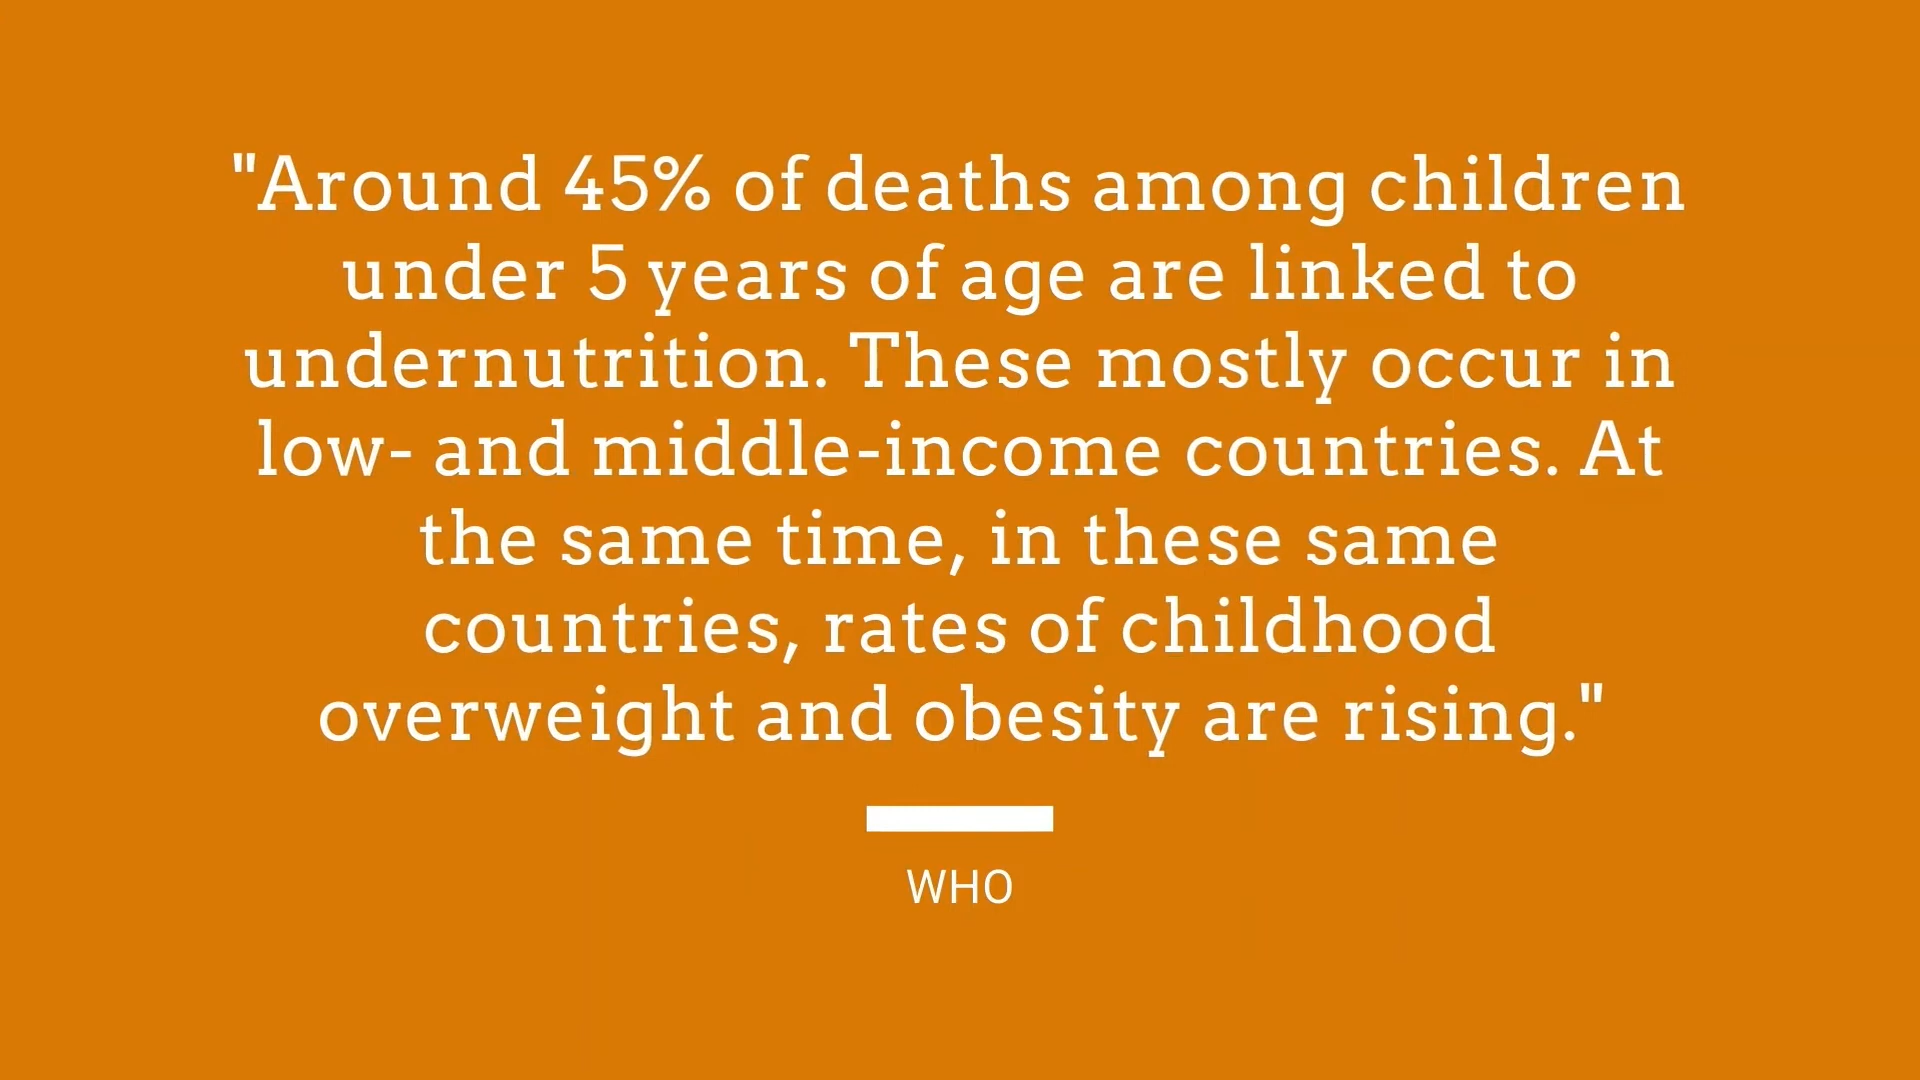 "Around 45% of deaths among children
under 5 years of age are linked to
undernutrition. These mostly occur in
low- and middle-income countries. At
the same time, in these same
countries, rates of childhood
overweight and obesity are rising."
WHO